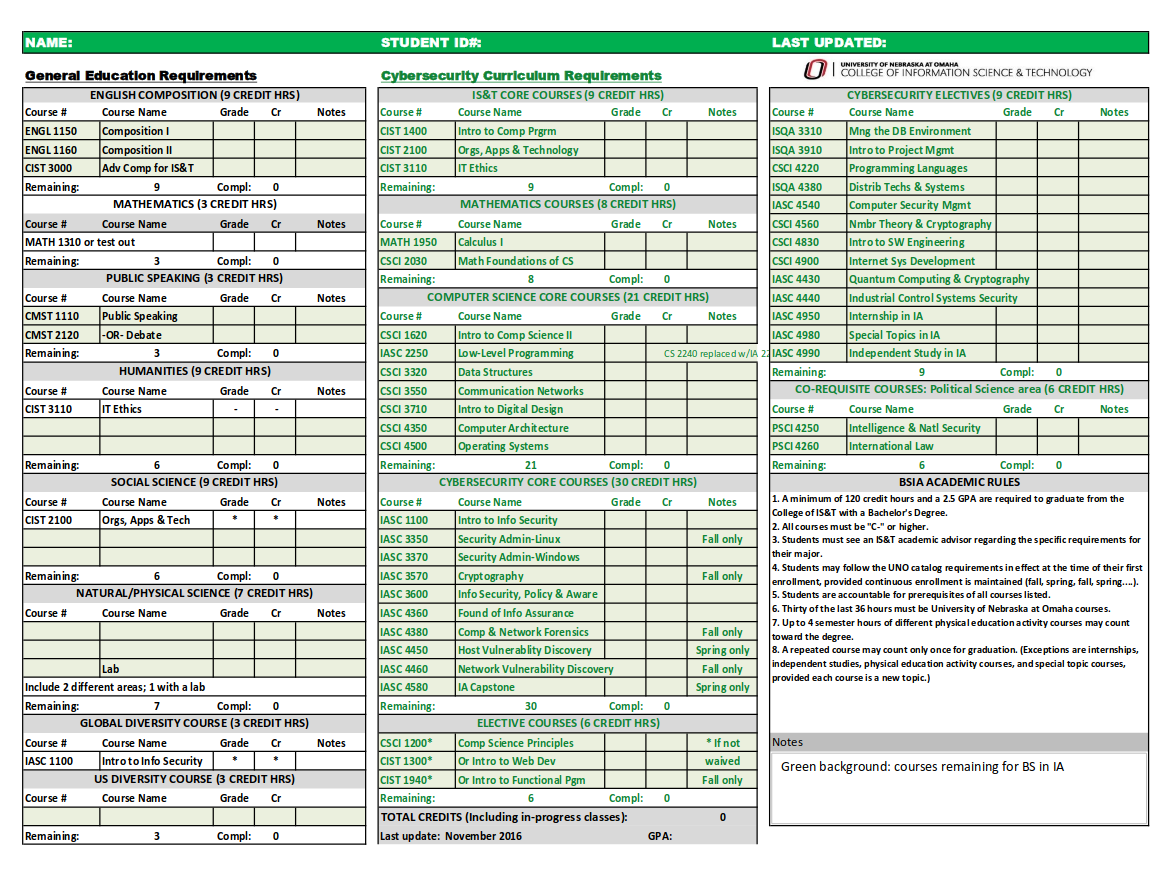 NAME: STUDENT ID#: LAST UPDATED:
UNIVERSITY OF NEBRASKA AT OMAHA
COLLEGE OF INFORMATION SCIENCE & TECHNOLOGY
General Education Requirements
ENGLISH COMPOSITION (9 CREDIT HRS)
Course # Course Name Grade Cr Notes
ENGL 1150 Composition I
ENGL 1160 Composition II
CIST 3000 Adv Comp for IS&T
Remaining: 9 Compl: 0
MATHEMATICS (3 CREDIT HRS)
Course # Course Name Grade Cr Notes
MATH 1310 or test out
Remaining: 3 Compl: 0
PUBLIC SPEAKING (3 CREDIT HRS)
Course # Course Name Grade Cr Notes
CMST 1110 Public Speaking
CMST 2120 -OR- Debate
Remaining: 3 Compl: 0
HUMANITIES (9 CREDIT HRS)
Course # Course Name Grade Cr Notes
CIST 3110 IT Ethics - -
Remaining: 6 Compl: 0
SOCIAL SCIENCE (9 CREDIT HRS)
Course # Course Name Grade Cr Notes
CIST 2100 Orgs, Apps & Tech * *
Remaining: 6 Compl: 0
NATURAL/PHYSICAL SCIENCE (7 CREDIT HRS)
Course # Course Name Grade Cr Notes
Lab
Include 2 different areas; 1 with a lab
Remaining: 7 Compl: 0
GLOBAL DIVERSITY COURSE (3 CREDIT HRS)
Course # Course Name Grade Cr Notes
IASC 1100 Intro to Info Security * *
US DIVERSITY COURSE (3 CREDIT HRS)
Course # Course Name Grade Cr Notes
Remaining: 3 Compl: 0
Cybersecurity Curriculum Requirements
IS&T CORE COURSES (9 CREDIT HRS)
Course # Course Name Grade Cr Notes
CIST 1400 Intro to Comp Prgrm
CIST 2100 Orgs, Apps & Technology
CIST 3110 IT Ethics
Remaining: 9 Compl: 0
MATHEMATICS COURSES (8 CREDIT HRS)
Course # Course Name Grade Cr Notes
MATH 1950 Calculus I
CSCI 2030 Math Foundations of CS
Remaining: 8 Compl: 0
COMPUTER SCIENCE CORE COURSES (21 CREDIT HRS)
Course # Course Name Grade Cr Notes
CSCI 1620 Intro to Comp Science II
IASC 2250 Low-Level Programming CS 2240 replaced w/IA 22
CSCI 3320 Data Structures
CSCI 3550 Communication Networks
CSCI 3710 Intro to Digital Design
CSCI 4350 Computer Architecture
CSCI 4500 Operating Systems
Remaining: 21 Compl: 0
CYBERSECURITY CORE COURSES (30 CREDIT HRS)
Course # Course Name Grade Cr Notes
IASC 1100 Intro to Info Security
IASC 3350 Security Admin-Linux Fall only
IASC 3370 Security Admin-Windows
IASC 3570 Cryptography Fall only
IASC 3600 Info Security, Policy & Aware
IASC 4360 Found of Info Assurance
IASC 4380 Comp & Network Forensics Fall only
IASC 4450 Host Vulnerablity Discovery Spring only
IASC 4460 Network Vulnerability Discovery Fall only
IASC 4580 IA Capstone Spring only
Remaining: 30 Compl: 0
ELECTIVE COURSES (6 CREDIT HRS)
Course # Course Name Grade Cr Notes
CSCI 1200* Comp Science Principles * If not
CIST 1300* Or Intro to Web Dev waived
CIST 1940* Or Intro to Functional Pgm Fall only
Remaining: 6 Compl: 0
TOTAL CREDITS (Including in-progress classes): 0
Last update: November 2016 GPA:
CYBERSECURITY ELECTIVES (9 CREDIT HRS)
Course # Course Name Grade Cr Notes
ISQA 3310 Mng the DB Environment
ISQA 3910 Intro to Project Mgmt
CSCI 4220 Programming Languages
ISQA 4380 Distrib Techs & Systems
IASC 4540 Computer Security Mgmt
CSCI 4560 Nmbr Theory & Cryptography
CSCI 4830 Intro to SW Engineering
CSCI 4900 Internet Sys Development
IASC 4430 Quantum Computing & Cryptography
IASC 4440 Industrial Control Systems Security
IASC 4950 Internship in IA
IASC 4980 Special Topics in IA
IASC 4990 Independent Study in IA
Remaining: 9 Compl: 0
CO-REQUISITE COURSES: Political Science area (6 CREDIT HRS)
Course # Course Name Grade Cr Notes
PSCI 4250 Intelligence & Natl Security
PSCI 4260 International Law
Remaining: 6 Compl: 0
BSIA ACADEMIC RULES
1. A minimum of 120 credit hours and a 2.5 GPA are required to graduate from the
College of IS&T with a Bachelor's Degree.
2. All courses must be "C-" or higher.
3. Students must see an IS&T academic advisor regarding the specific requirements for
their major.
4. Students may follow the UNO catalog requirements in effect at the time of their first
enrollment, provided continuous enrollment is maintained (fall, spring, fall, spring....).
5. Students are accountable for prerequisites of all courses listed.
6. Thirty of the last 36 hours must be University of Nebraska at Omaha courses.
7. Up to 4 semester hours of different physical education activity courses may count
toward the degree.
8. A repeated course may count only once for graduation. (Exceptions are internships,
independent studies, physical education activity courses, and special topic courses,
provided each course is a new topic.)
Notes
Green background: courses remaining for BS in IA